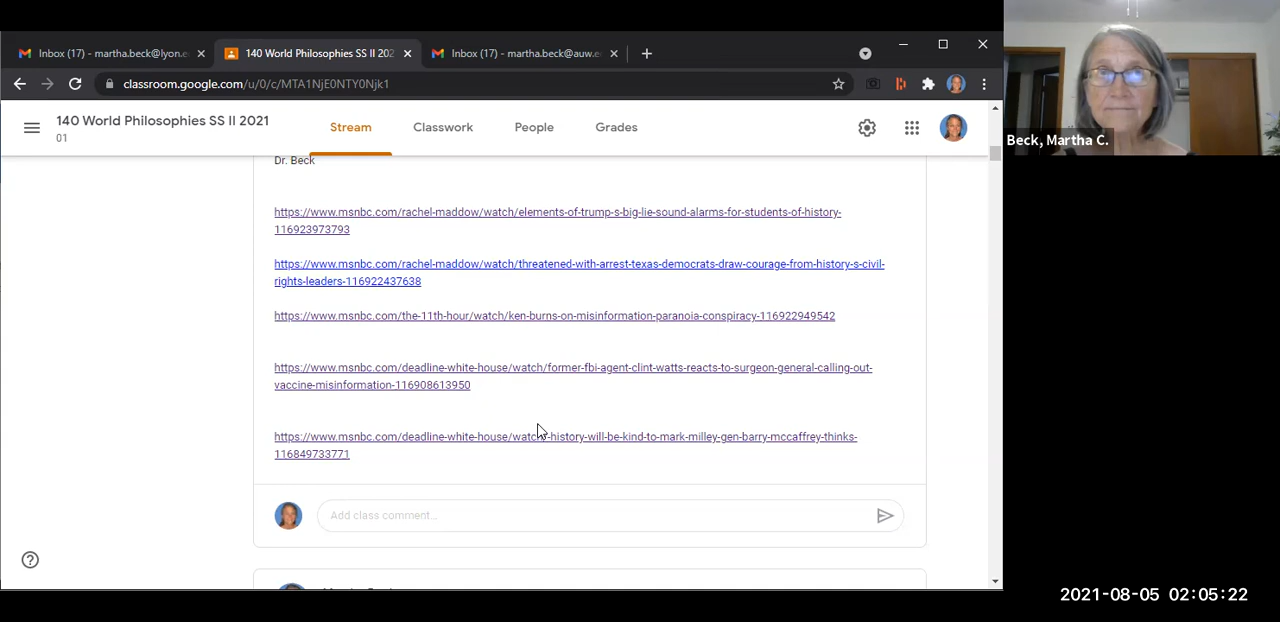 Inbox (17) - martha.beck@lyon.e
140 World Philosophies SS II 202
Inbox (17) - martha.beck@auw.e
classroom.google.com/u/0/c/MTA1NjE0NTY0Njk1
140 World Philosophies SS II 2021
01
Stream
Classwork
People
Grades
Beck, Martha C.
Dr. Beck
https://www.msnbc.com/rachel-maddow/watch/elements-of-trump-s-big-lie-sound-alarms-for-students-of-history-
116923973793
https://www.msnbc.com/rachel-maddow/watch/threatened-with-arrest-texas-democrats-draw-courage-from-history-s-civil-
rights-leaders-116922437638
https://www.msnbc.com/the-11th-hour/watch/ken-burns-on-misinformation-paranoia-conspiracy-116922949542
https://www.msnbc.com/deadline-white-house/watch/former-fbi-agent-clint-watts-reacts-to-surgeon-general-calling-out-
vaccine-misinformation-116908613950
https://www.msnbc.com/deadline-white-house/watch/-history-will-be-kind-to-mark-milley-gen-barry-mccaffrey-thinks-
116849733771
Add class comment...
2021-08-05 02:05:22